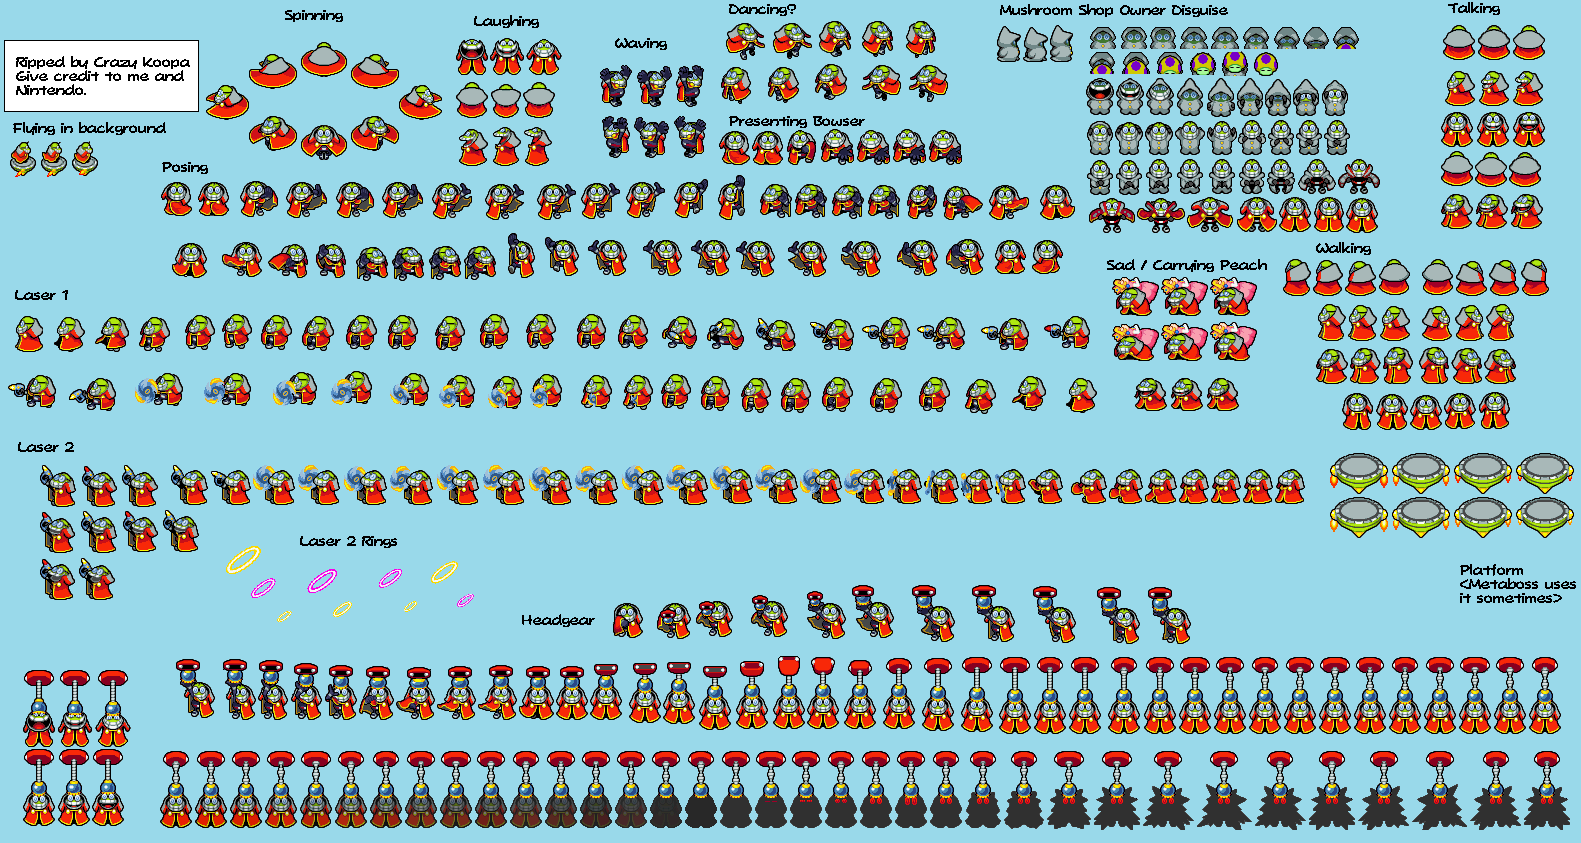 Spinning
Laughing
Dancing?
Mushroom Shop Owner Disguise
Talking
Waving
Ripped by Crazy Koopa
Give credit to me and
Nintendo.
Flying in background
Presenting Bowser
Posing
Walking
Sad / Carrying Peach
Laser 1
Laser 2
Laser 2 Rings
Platform
<Metaboss uses
it sometimes>
Headgear